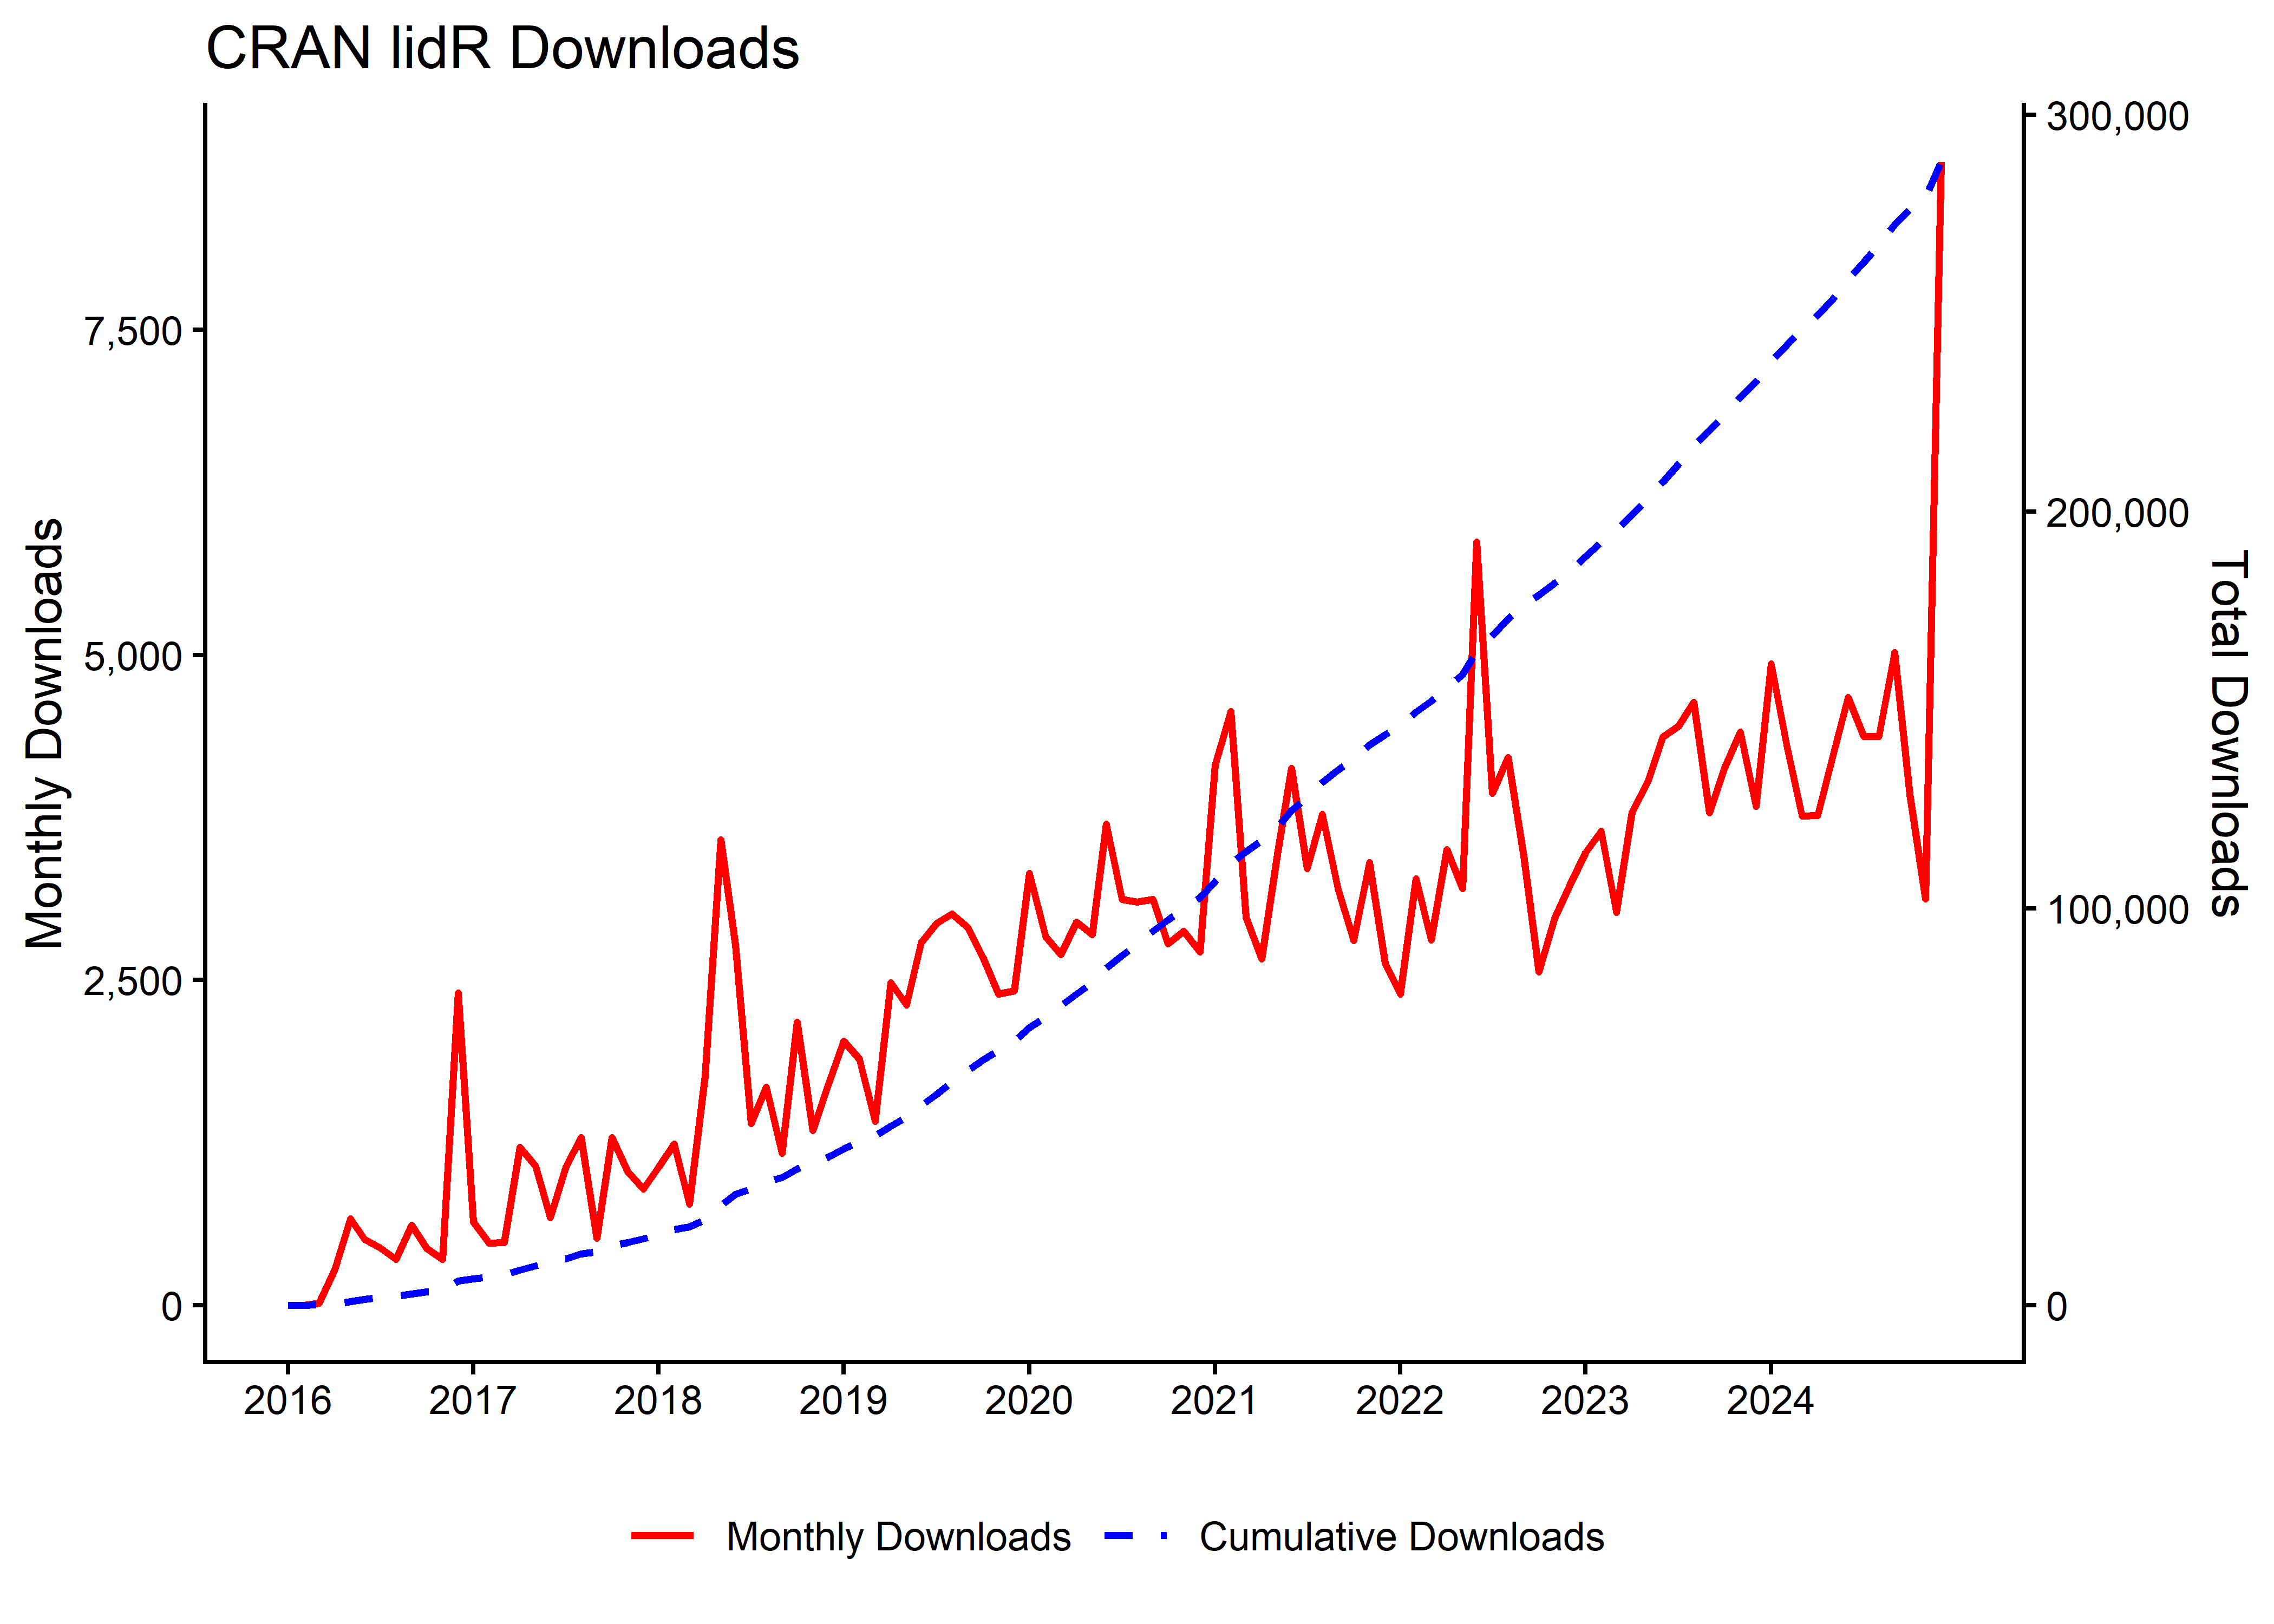 CRAN lidR Downloads
Monthly Downloads
7,500
5,000
2,500
0
300,000
200,000
100,000
0
Total Downloads
2016 2017 2018 2019 2020 2021 2022 2023 2024
Monthly Downloads Cumulative Downloads